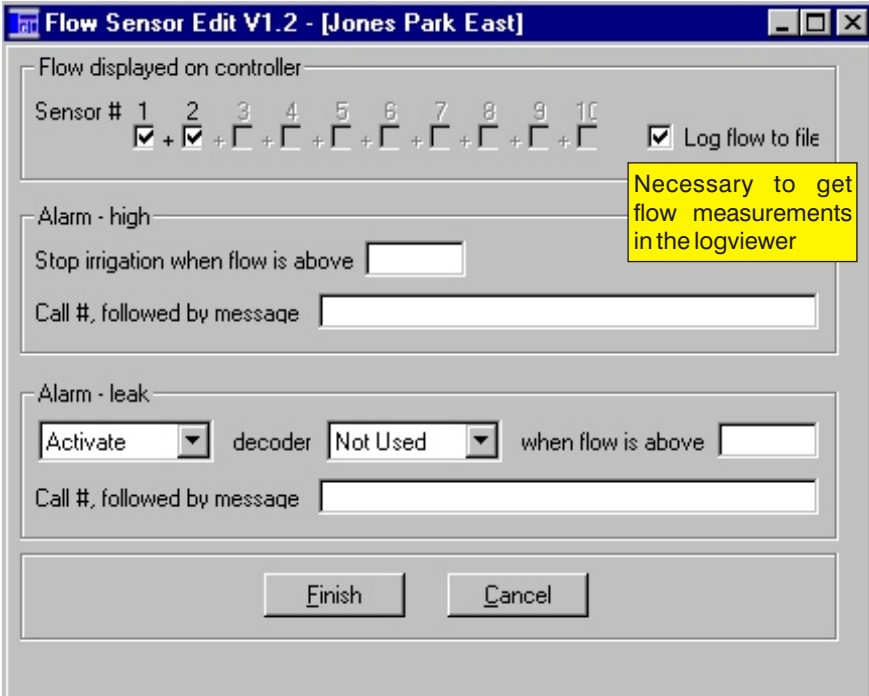 Flow Sensor Edit V1.2 - [Jones Park East]
Flow displayed on controller
Sensor # 1 2 3 4 5 6 7 8 9 10
+ + + + + + + + +
Log flow to file
Necessary to get
flow measurements
in the logviewer
Alarm - high
Stop irrigation when flow is above
Call #, followed by message
Alarm - leak
Activate decoder Not Used when flow is above
Call #, followed by message
Finish Cancel